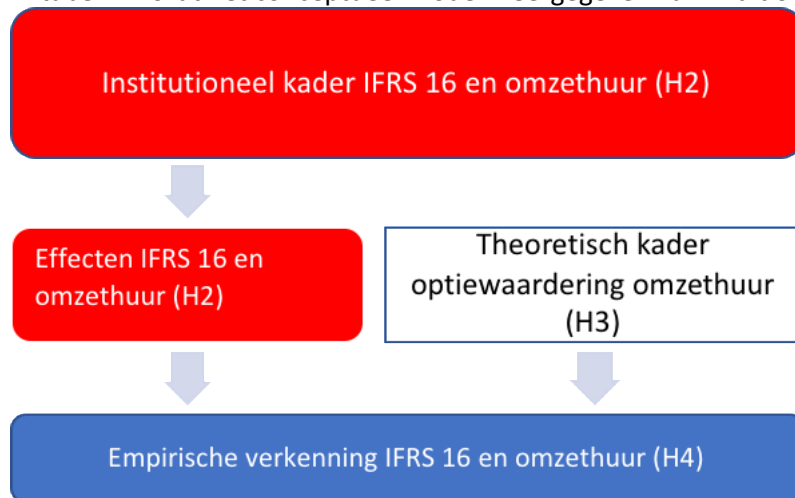 Institutioneel kader IFRS 16 en omzethuur (H2)
Effecten IFRS 16 en
omzethuur (H2)
Theoretisch kader
optiewaardering omzethuur
(H3)
Empirische verkenning IFRS 16 en omzethuur (H4)